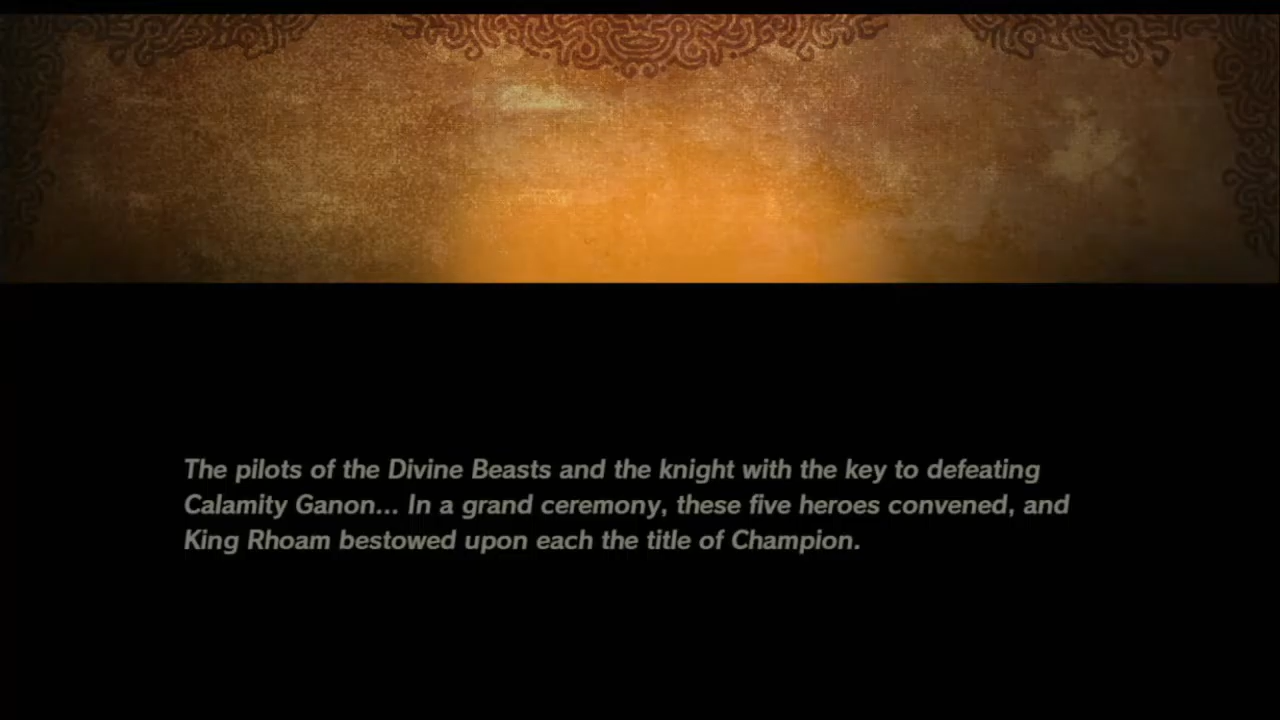 The pilots of the Divine Beasts and the knight with the key to defeating
Calamity Ganon... In a grand ceremony, these five heroes convened, and
King Rhoam bestowed upon each the title of Champion.